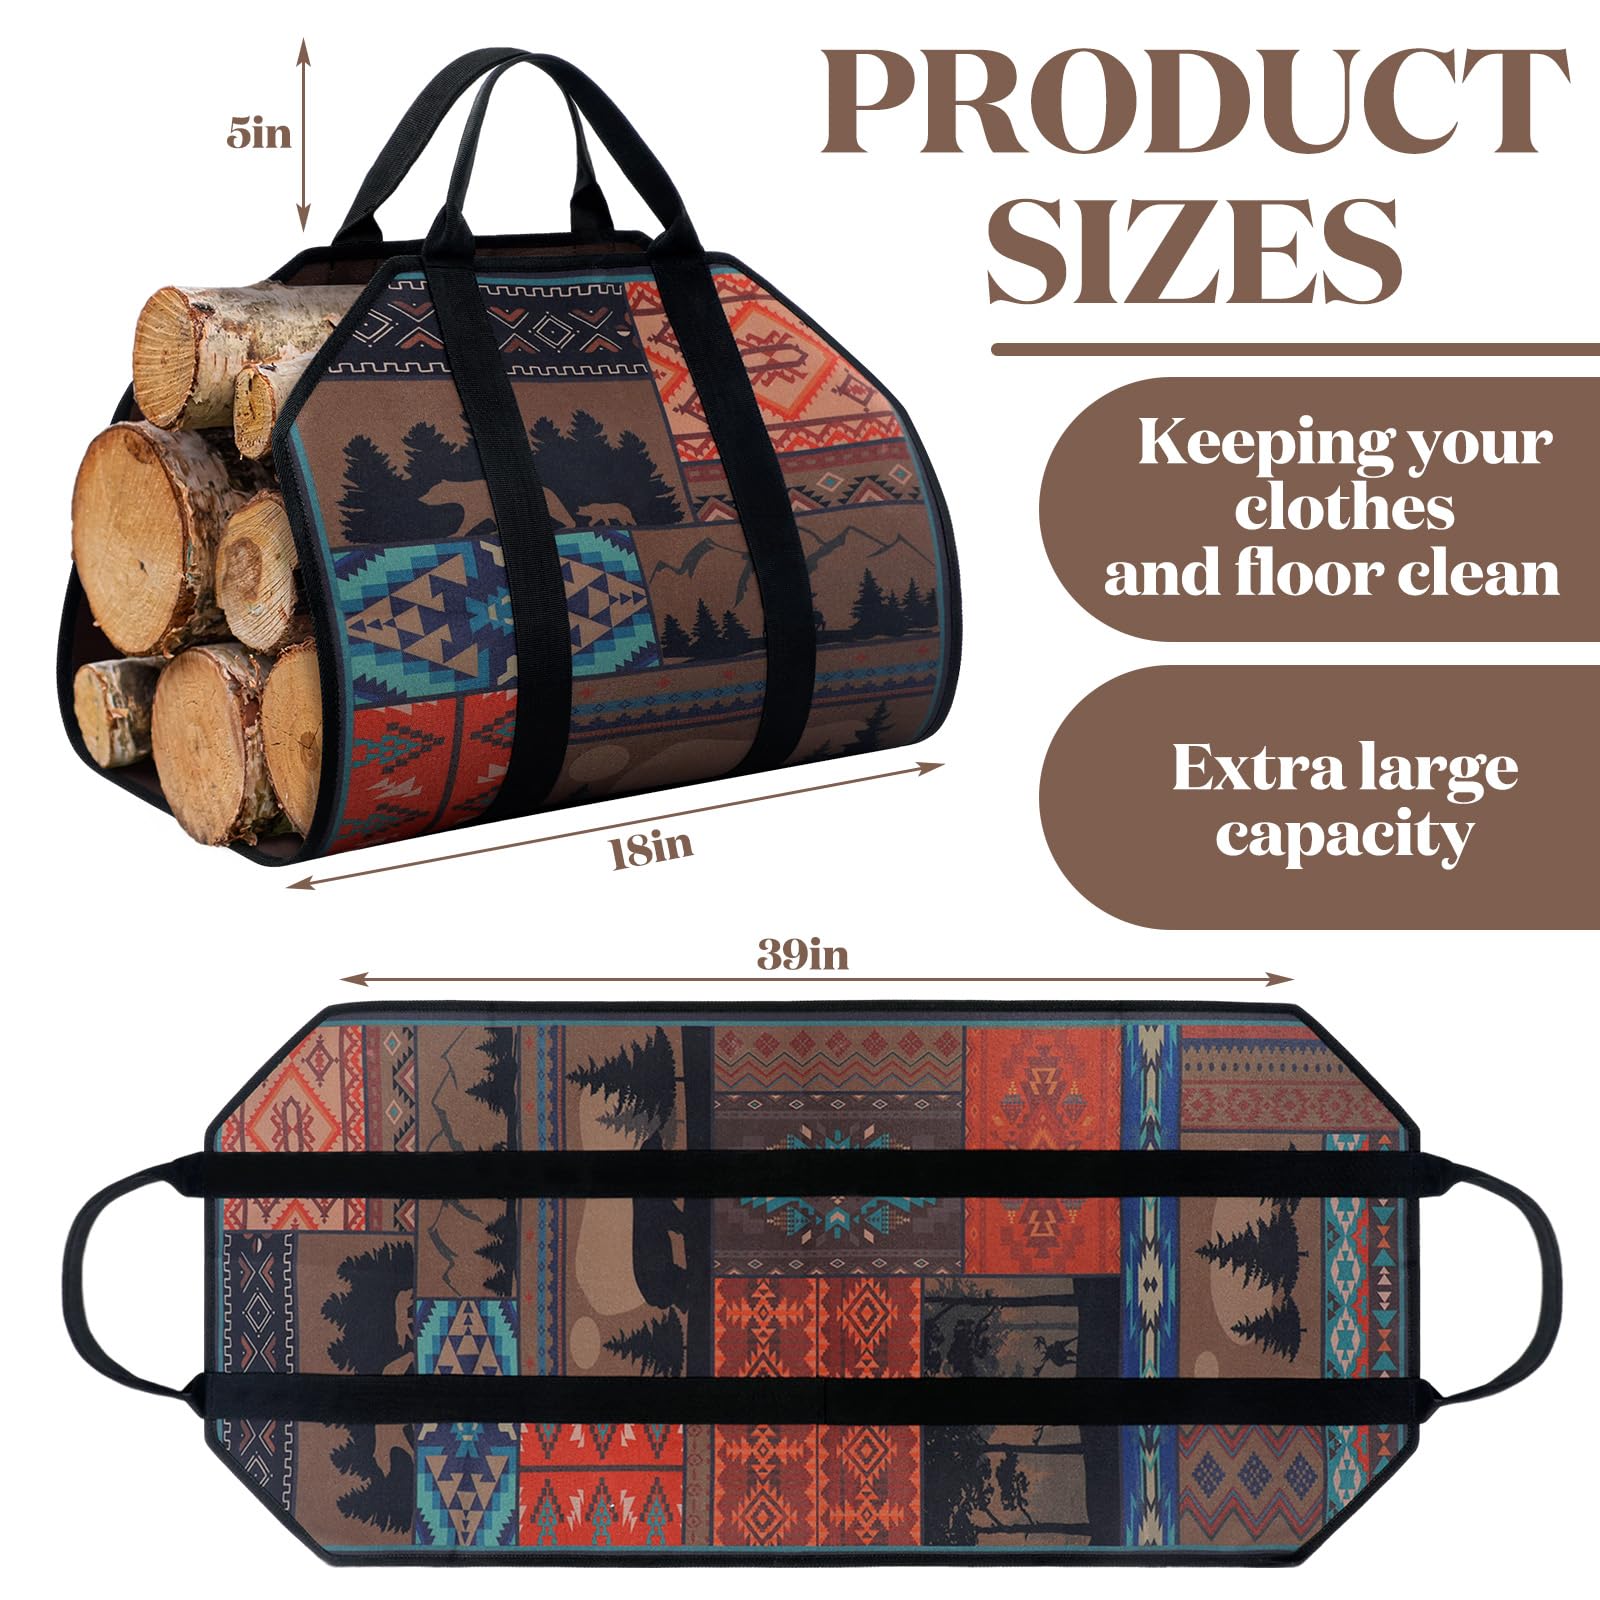 5in
PRODUCT
SIZES
Keeping your
clothes
and floor clean
Extra large
capacity
18in
39in